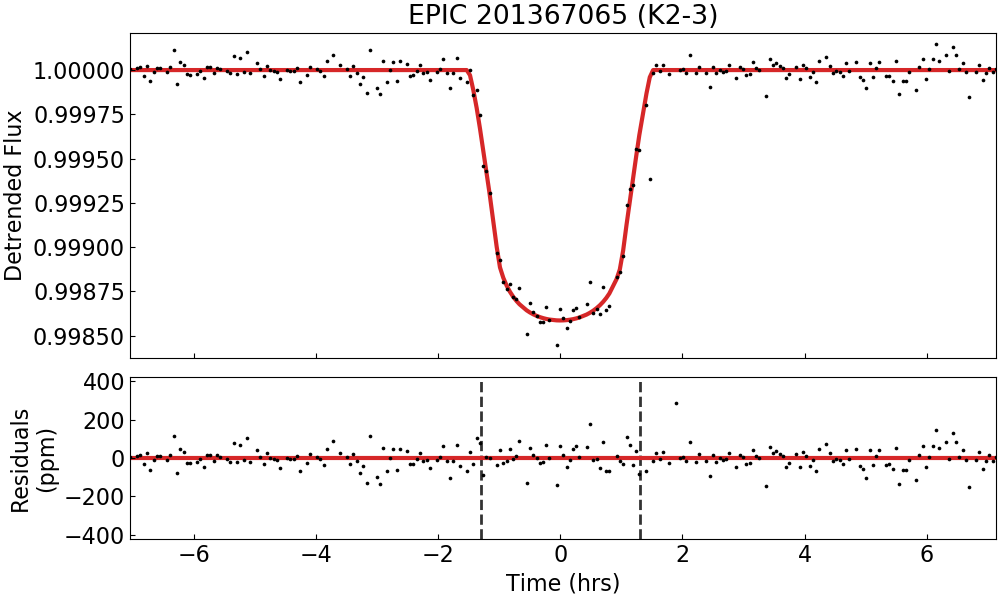 EPIC 201367065 (K2-3)
Detrended Flux
1.00000
0.99975
0.99950
0.99925
0.99900
0.99875
0.99850
Residuals
(ppm)
400
200
0
−200
−400
−6 −4 −2 0 2 4 6
Time (hrs)